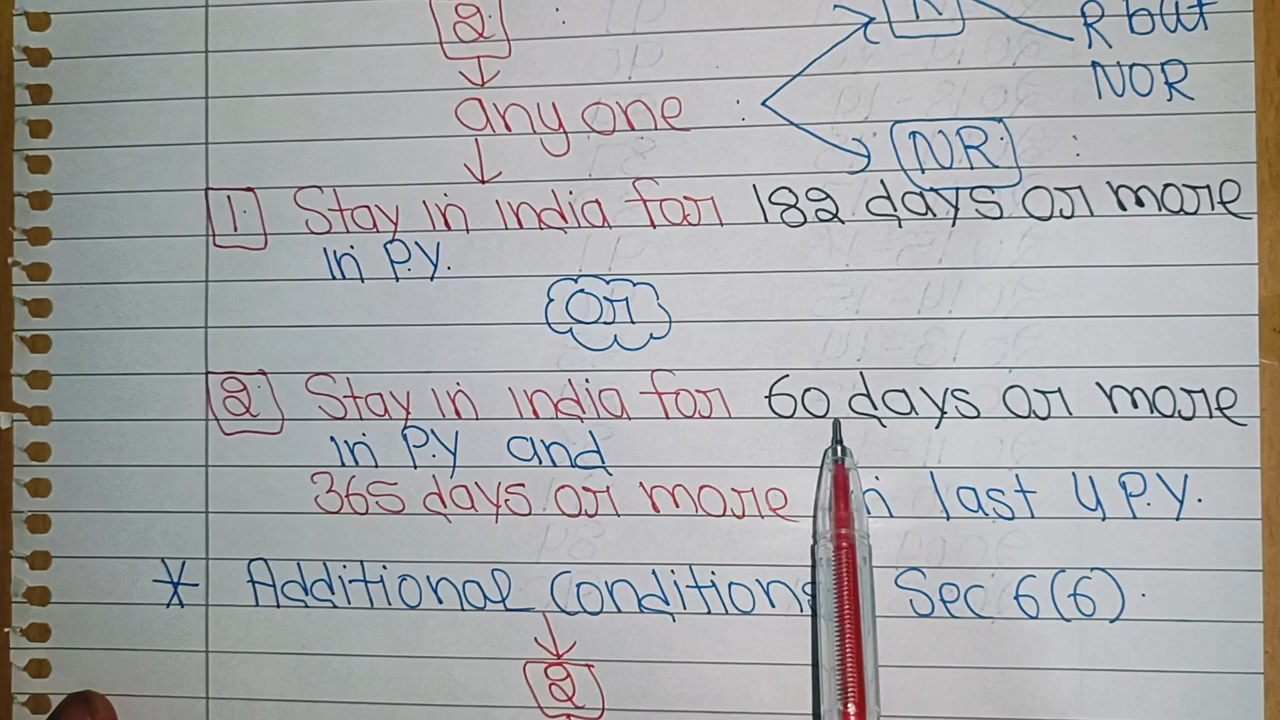 2 :
R but
NOR
any one :
NR :
1. Stay in india for 182 days or more
in P.Y.
or
2. Stay in india for 60 days or more
in P.Y and
365 days or more in last 4 P.Y.
* Additional Conditions Sec 6(6).
2